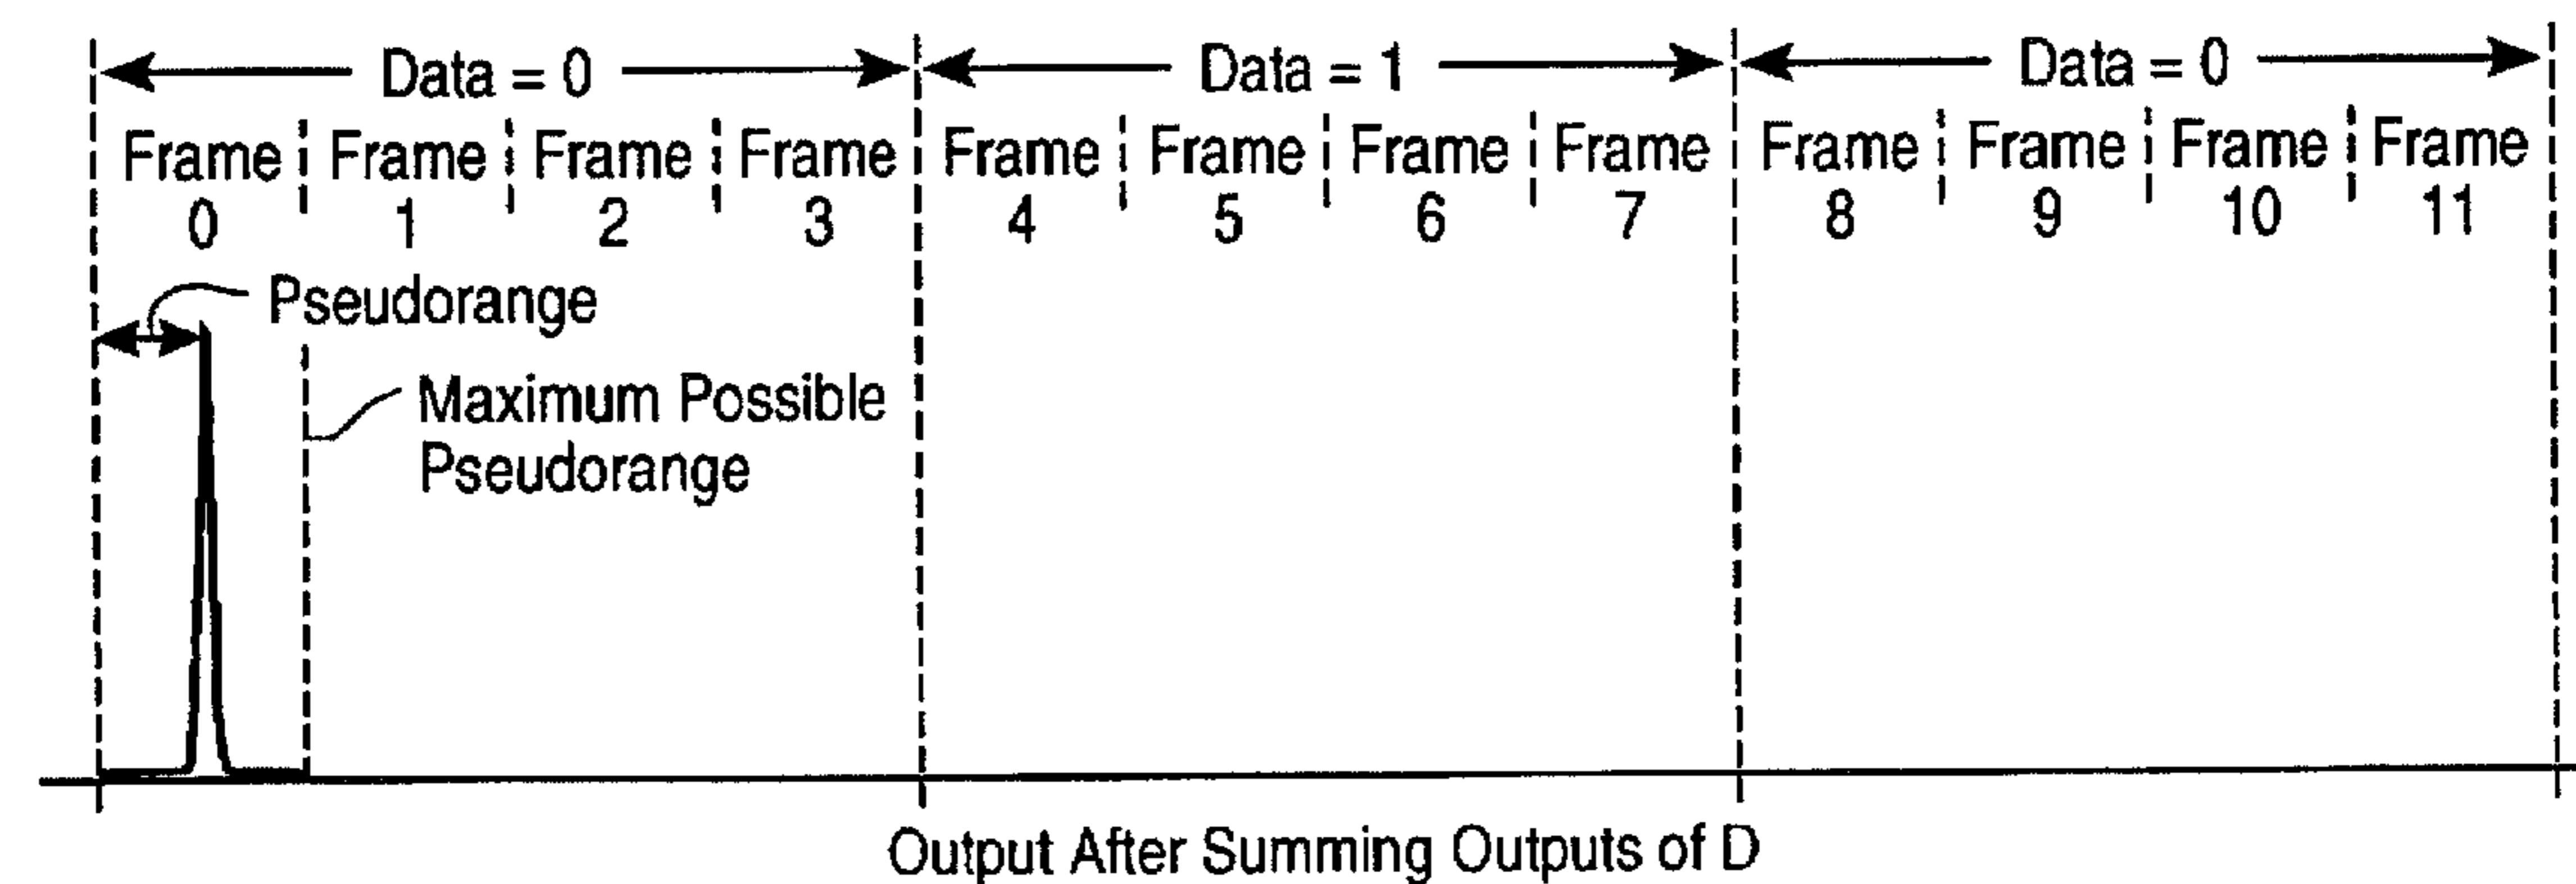 Data = 0 Data = 1 Data = 0
Frame Frame Frame Frame Frame Frame Frame Frame Frame Frame Frame Frame
0 1 2 3 4 5 6 7 8 9 10 11
Pseudorange
Maximum Possible
Pseudorange
Output After Summing Outputs of D